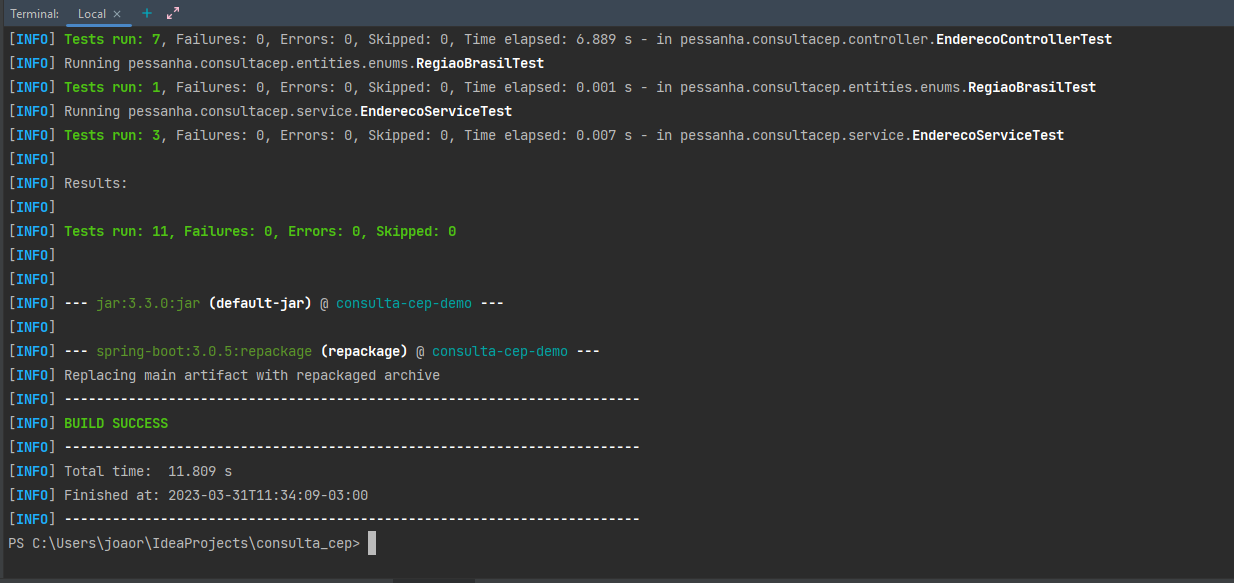 Terminal: Local × +
[INFO] Tests run: 7, Failures: 0, Errors: 0, Skipped: 0, Time elapsed: 6.889 s - in pessanha.consultacep.controller.EnderecoControllerTest
[INFO] Running pessanha.consultacep.entities.enums.RegiaoBrasilTest
[INFO] Tests run: 1, Failures: 0, Errors: 0, Skipped: 0, Time elapsed: 0.001 s - in pessanha.consultacep.entities.enums.RegiaoBrasilTest
[INFO] Running pessanha.consultacep.service.EnderecoServiceTest
[INFO] Tests run: 3, Failures: 0, Errors: 0, Skipped: 0, Time elapsed: 0.007 s - in pessanha.consultacep.service.EnderecoServiceTest
[INFO]
[INFO] Results:
[INFO]
[INFO] Tests run: 11, Failures: 0, Errors: 0, Skipped: 0
[INFO]
[INFO]
[INFO] --- jar:3.3.0:jar (default-jar) @ consulta-cep-demo ---
[INFO]
[INFO] --- spring-boot:3.0.5:repackage (repackage) @ consulta-cep-demo ---
[INFO] Replacing main artifact with repackaged archive
[INFO] ------------------------------------------------------------------------
[INFO] BUILD SUCCESS
[INFO] ------------------------------------------------------------------------
[INFO] Total time:  11.809 s
[INFO] Finished at: 2023-03-31T11:34:09-03:00
[INFO] ------------------------------------------------------------------------
PS C:\Users\joaor\IdeaProjects\consulta_cep>